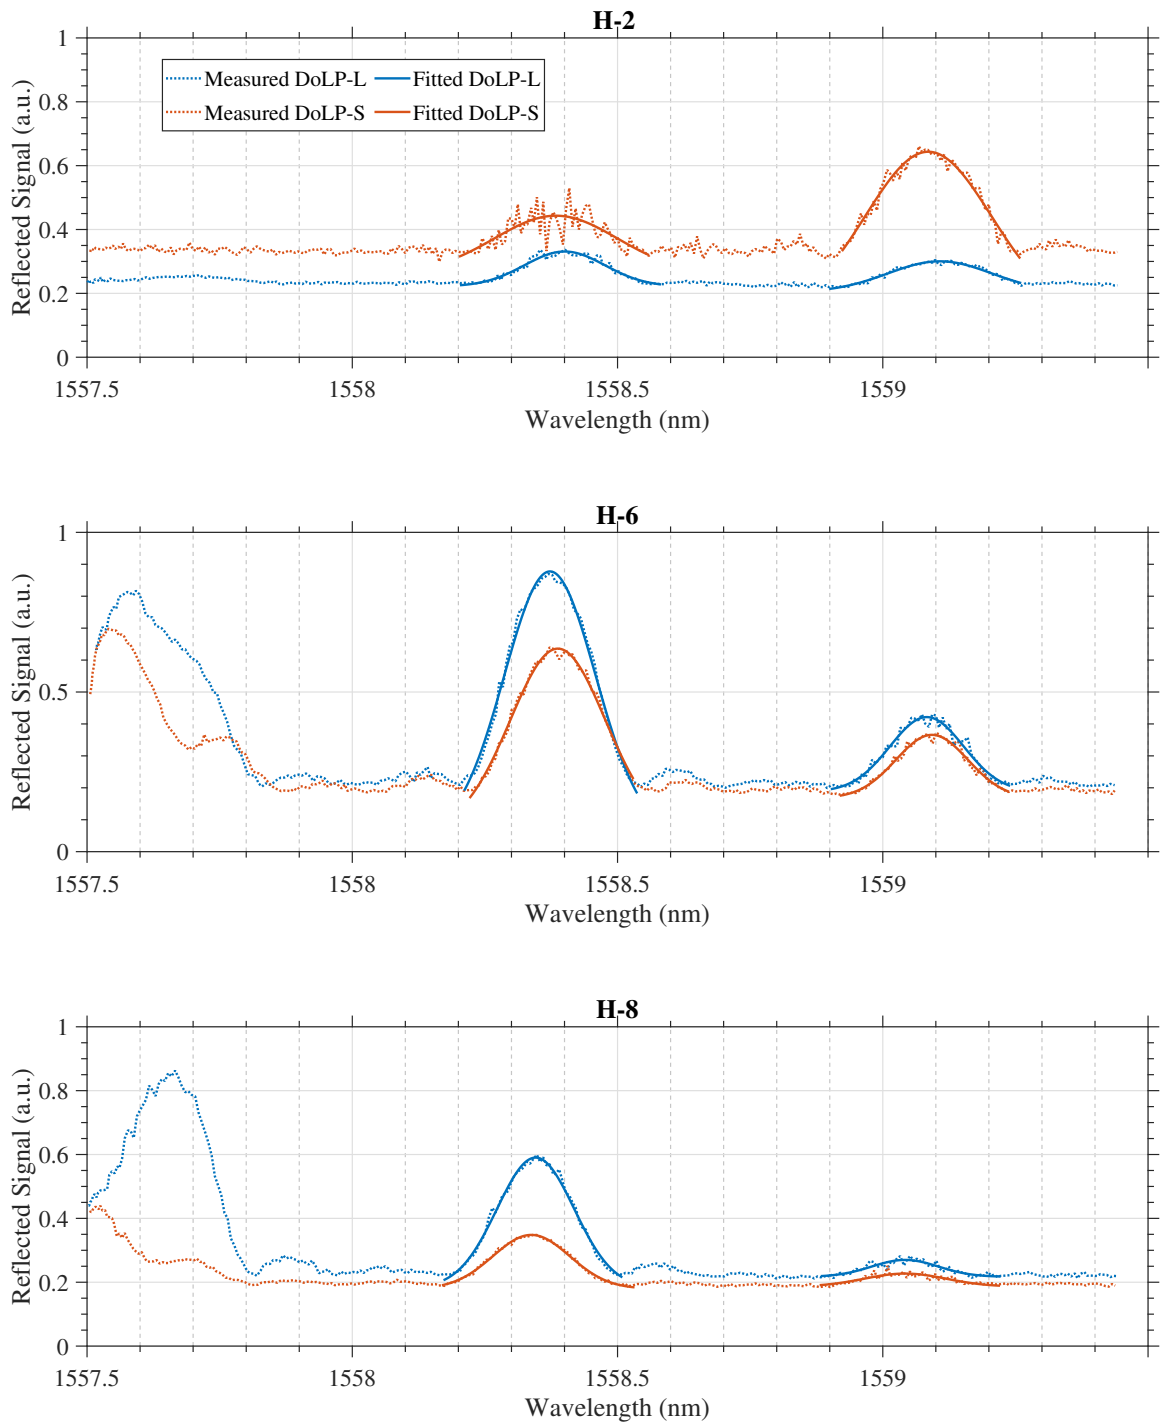 H-2
1
0.8
0.6
0.4
0.2
0
Reflected Signal (a.u.)
Measured DoLP-L Fitted DoLP-L
Measured DoLP-S Fitted DoLP-S
1557.5 1558 1558.5 1559
Wavelength (nm)
H-6
1
0.5
0
Reflected Signal (a.u.)
1557.5 1558 1558.5 1559
Wavelength (nm)
H-8
1
0.8
0.6
0.4
0.2
0
Reflected Signal (a.u.)
1557.5 1558 1558.5 1559
Wavelength (nm)